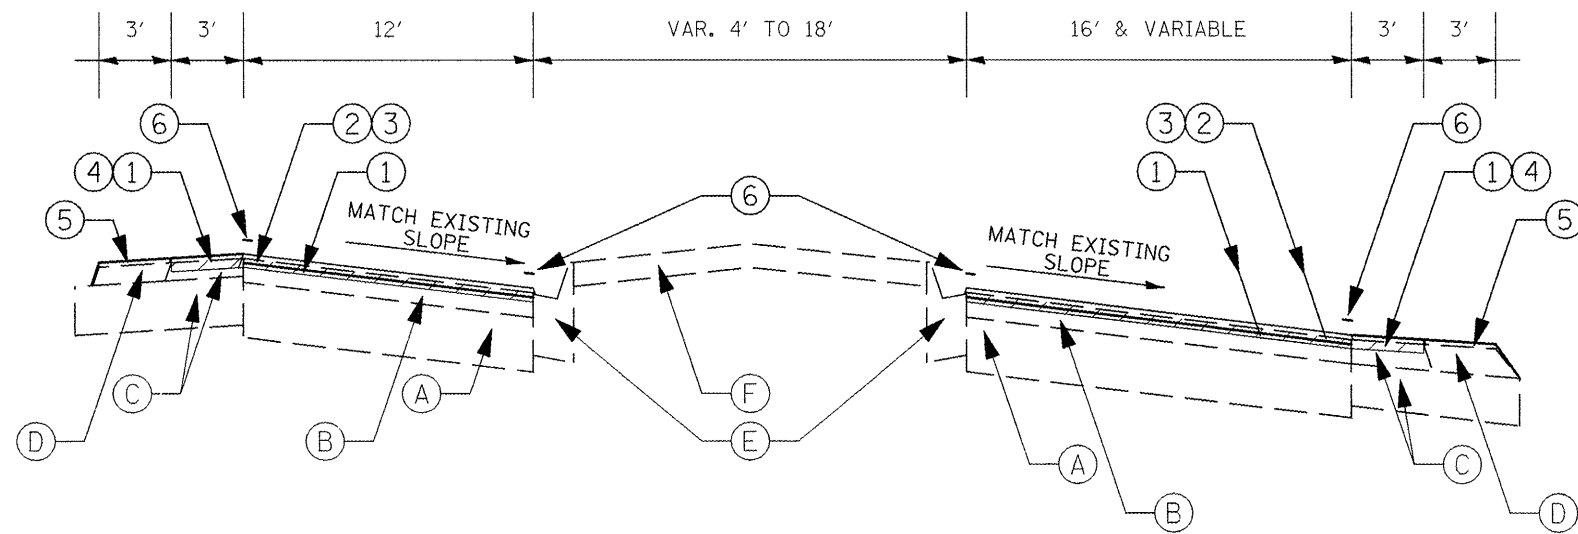 3' 3' 12' VAR. 4' TO 18' 16' & VARIABLE 3' 3'
6 2 3 3 2 6
4 1 1 1 1 4
5 MATCH EXISTING 6 MATCH EXISTING 5
SLOPE SLOPE
C A F
D B E A C
B D